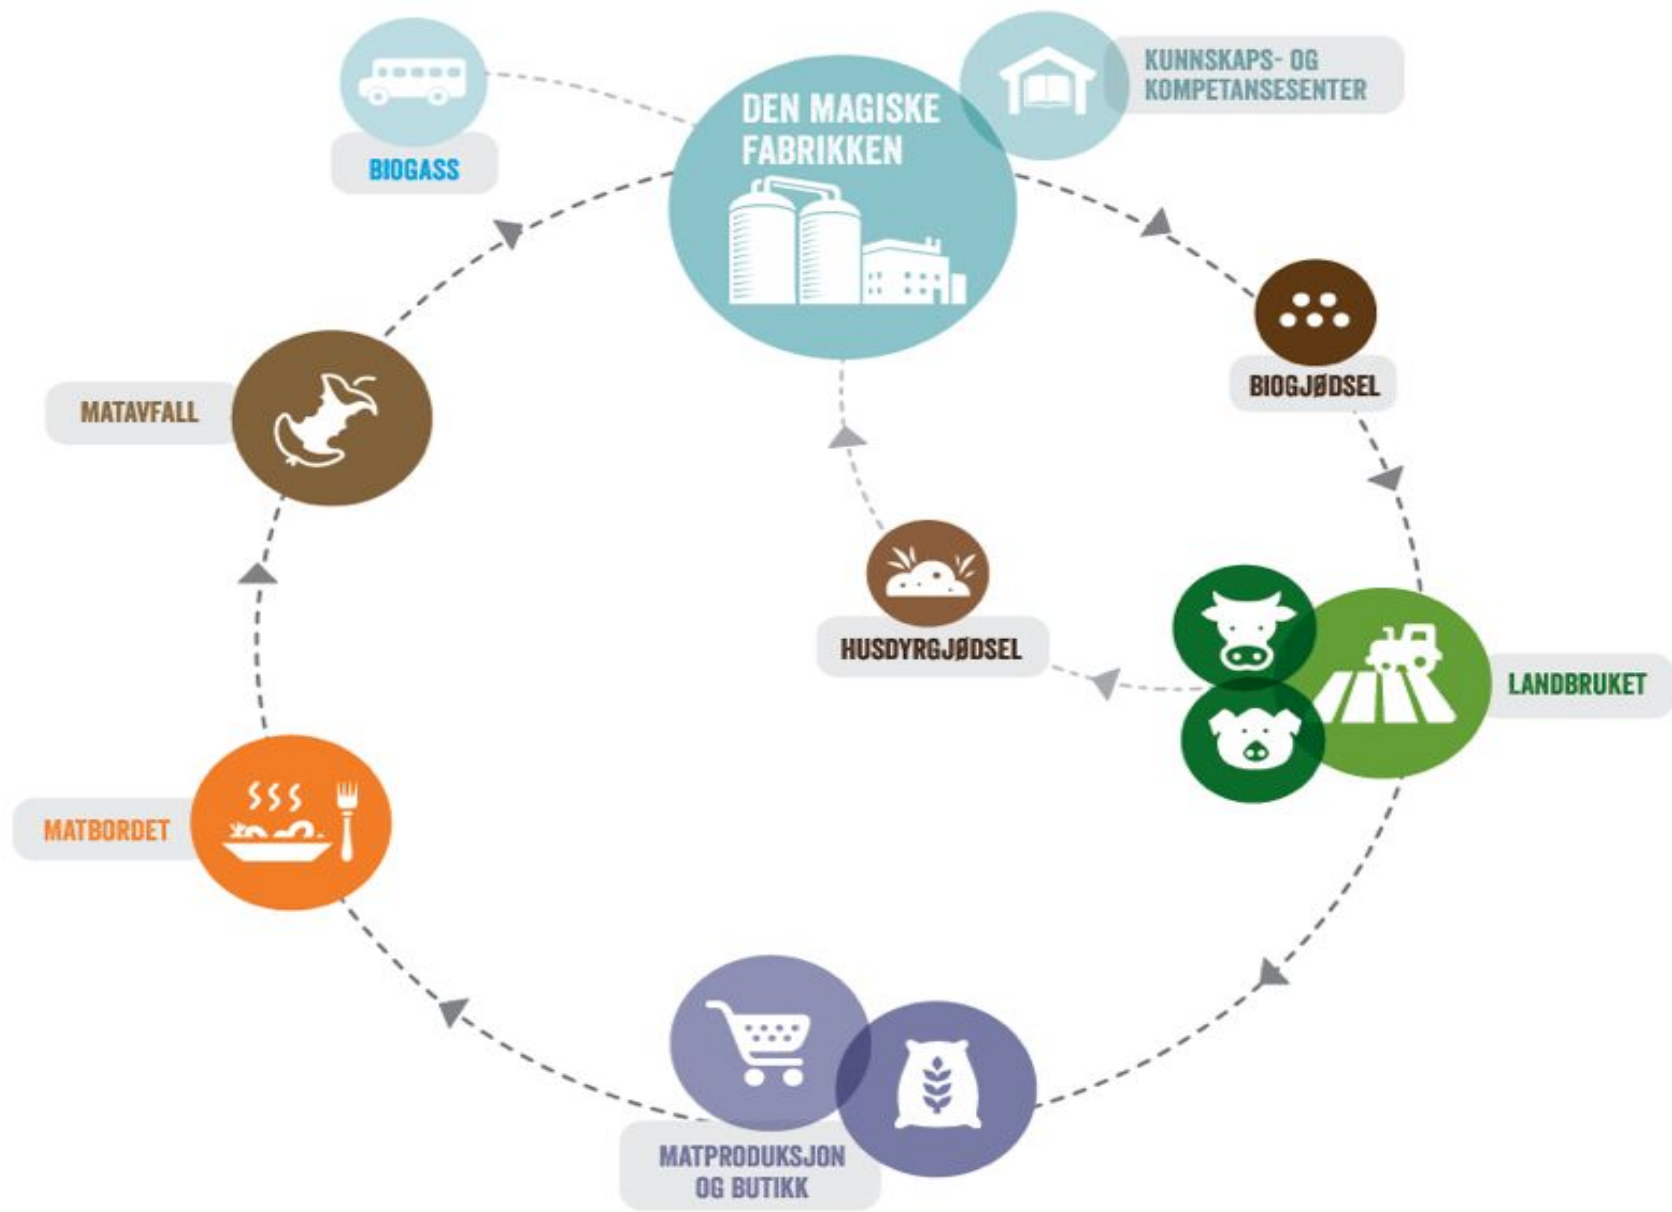 DEN MAGISKE
FABRIKKEN
KUNNSKAPS- OG
KOMPETANSESENTER
BIOGASS
BIOGJØDSEL
MATAVFALL
HUSDYRGJØDSEL
LANDBRUKET
MATBORDET
MATPRODUKSJON
OG BUTIKK